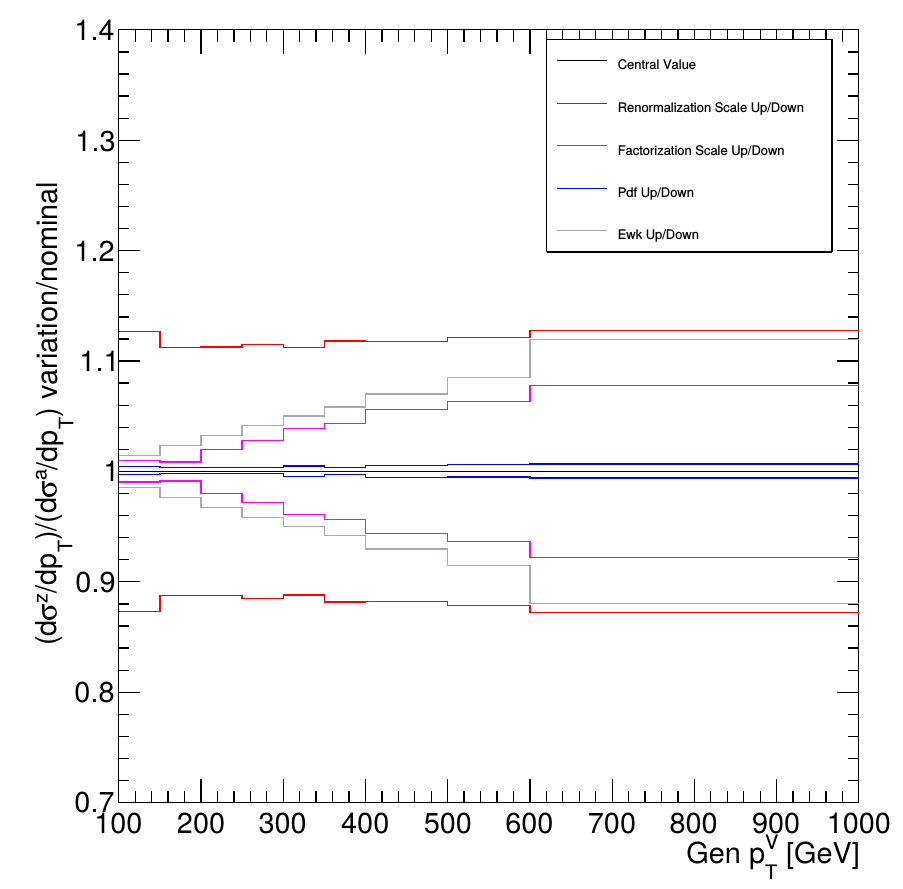 1.4
1.3
1.2
1.1
1
0.9
0.8
0.7
(dσᶻ/dp_T)/(dσᵃ/dp_T) variation/nominal
Central Value
Renormalization Scale Up/Down
Factorization Scale Up/Down
Pdf Up/Down
Ewk Up/Down
100 200 300 400 500 600 700 800 900 1000
Gen p_T^V [GeV]